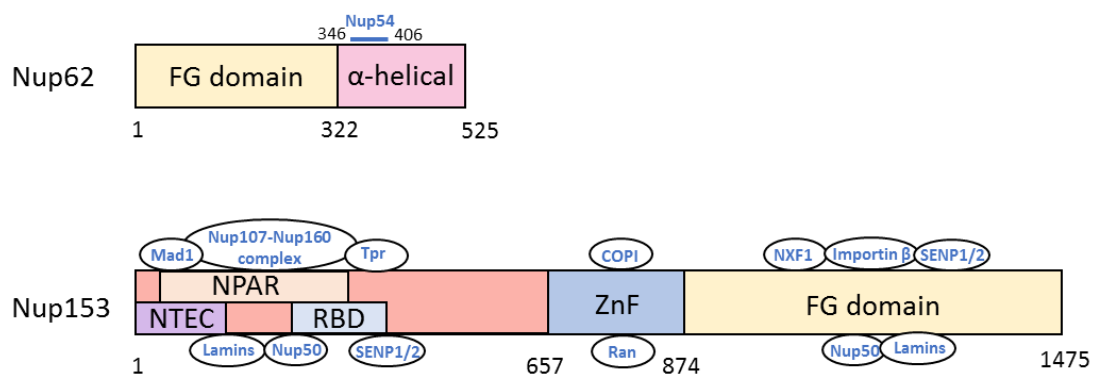 Nup54
346
406
Nup62
FG domain
α-helical
1
322
525
Mad1
Nup107-Nup160
complex
Tpr
COPI
NXF1
Importin β
SENP1/2
Nup153
NPAR
NTEC
RBD
ZnF
FG domain
Lamins
Nup50
SENP1/2
Ran
Nup50
Lamins
1
657
874
1475